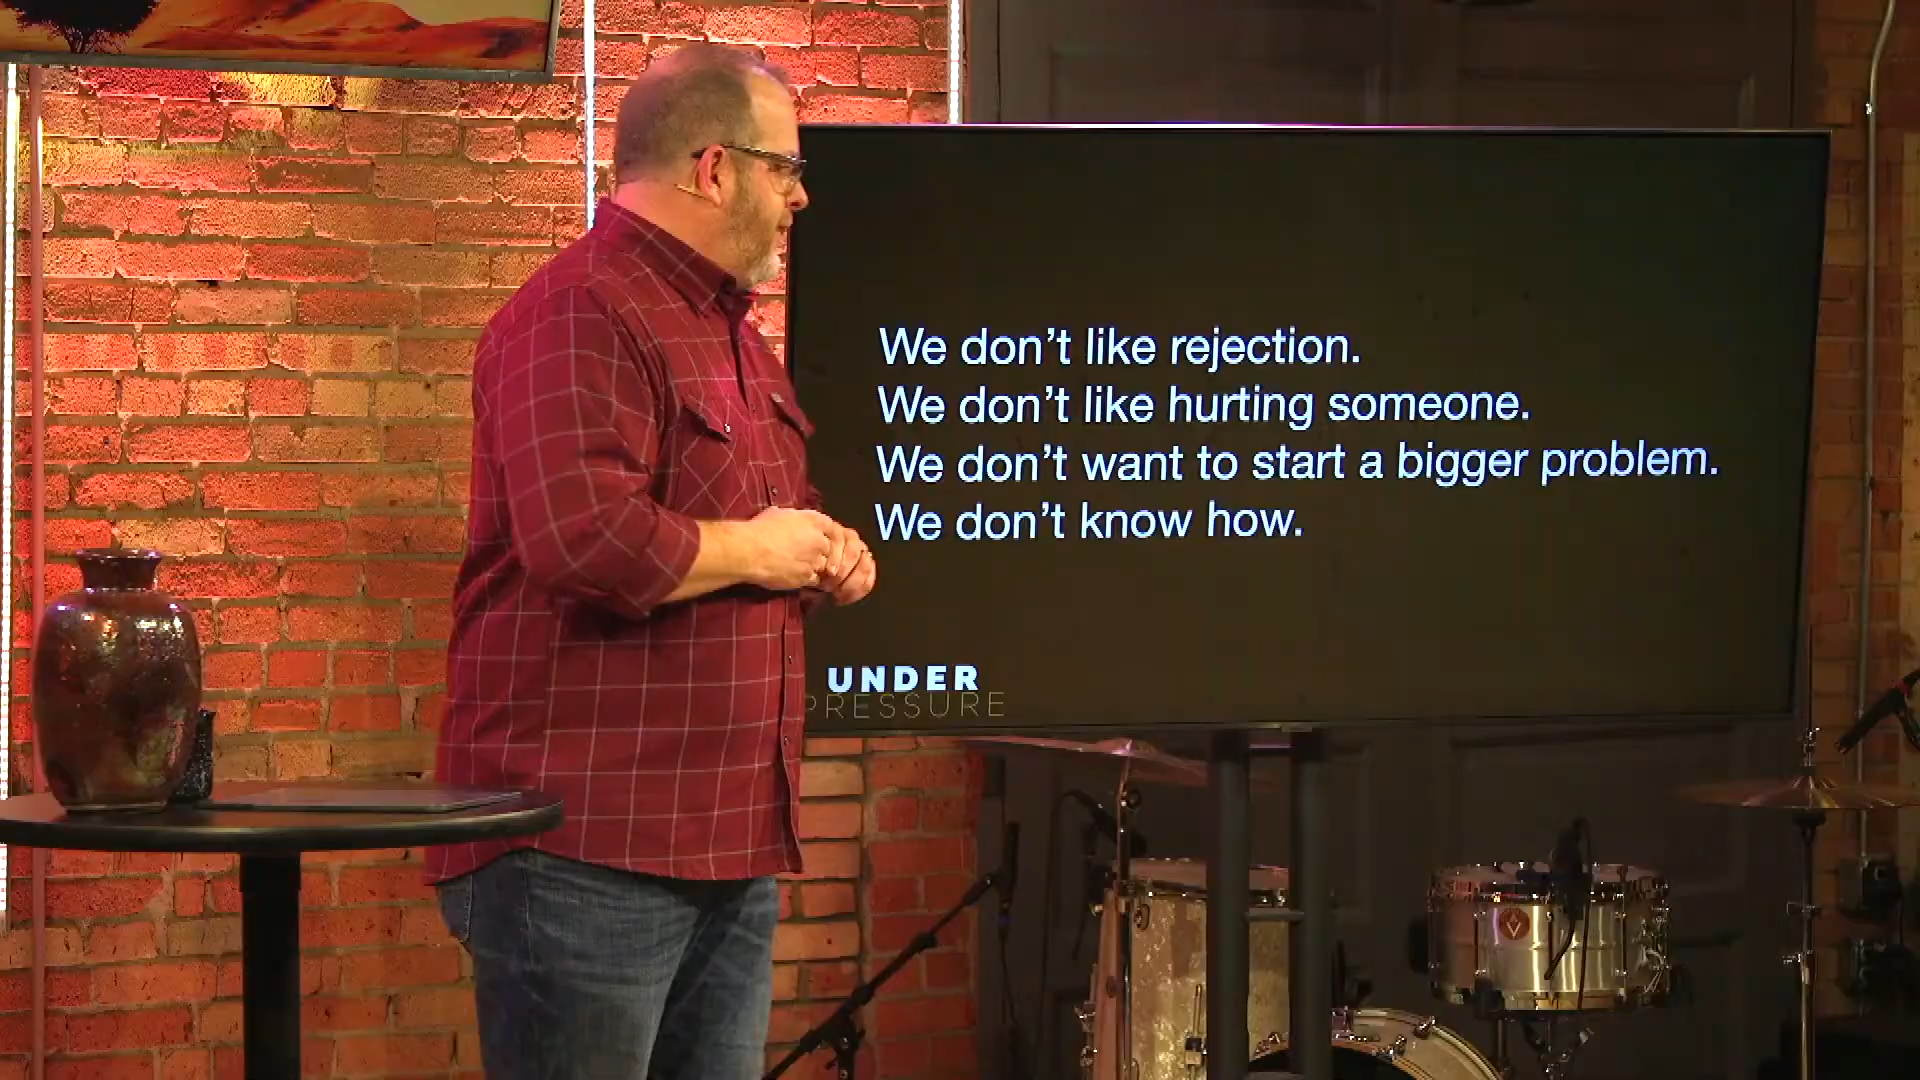 We don't like rejection.
We don't like hurting someone.
We don't want to start a bigger problem.
We don't know how.
UNDER
PRESSURE